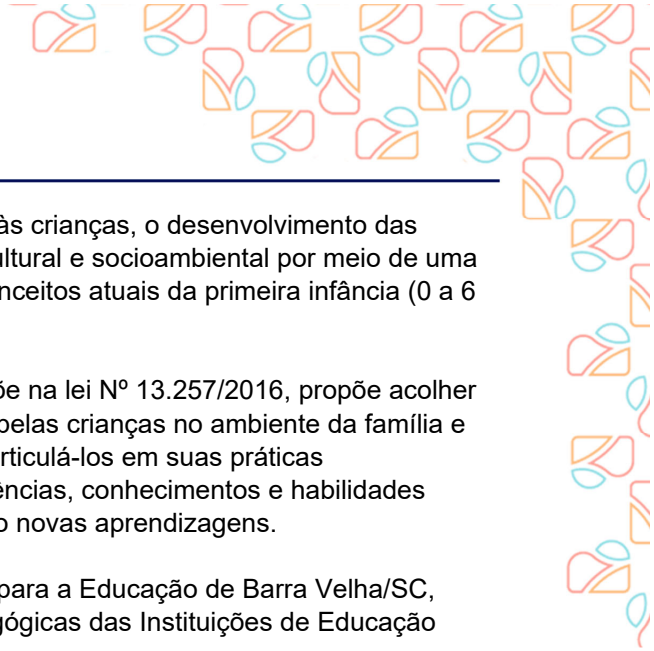 às crianças, o desenvolvimento das
ultural e socioambiental por meio de uma
nceitos atuais da primeira infância (0 a 6
õe na lei Nº 13.257/2016, propõe acolher
pelas crianças no ambiente da família e
rticulá-los em suas práticas
ências, conhecimentos e habilidades
o novas aprendizagens.
para a Educação de Barra Velha/SC,
gógicas das Instituições de Educação